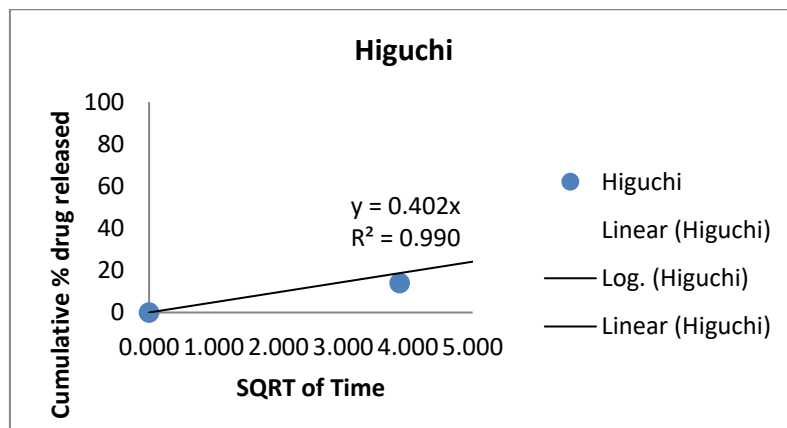 Higuchi
Cumulative % drug released
100
80
60
40
20
0
y = 0.402x
R² = 0.990
0.000 1.000 2.000 3.000 4.000 5.000
SQRT of Time
Higuchi
Linear (Higuchi)
Log. (Higuchi)
Linear (Higuchi)